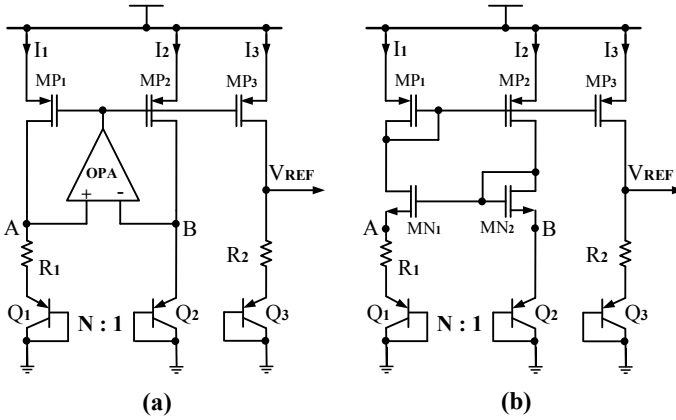 I1 I2 I3
MP1 MP2 MP3
OPA
+ -
VREF
A B
R1 R2
Q1 N : 1 Q2 Q3
(a)
I1 I2 I3
MP1 MP2 MP3
VREF
A MN1 MN2 B
R1 R2
Q1 N : 1 Q2 Q3
(b)